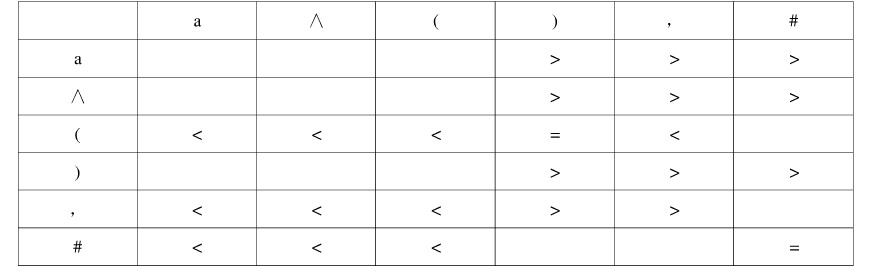 a ∧ ( ) ， #
a > > >
∧ > > >
( < < < = <
) > > >
， < < < > >
# < < < =